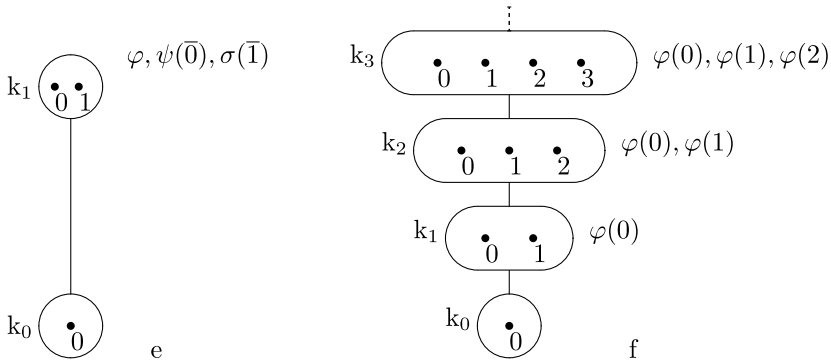 φ, ψ(0̅), σ(1̅)
k₁ 0 1
k₀ 0
e
k₃ 0 1 2 3 φ(0), φ(1), φ(2)
k₂ 0 1 2 φ(0), φ(1)
k₁ 0 1 φ(0)
k₀ 0
f